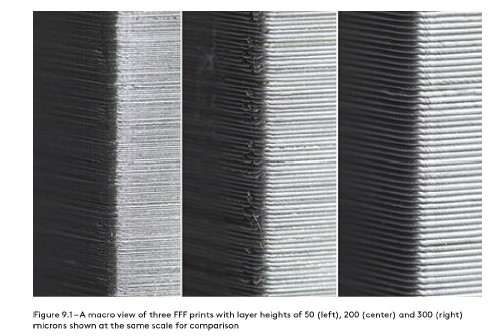 Figure 9.1–A macro view of three FFF prints with layer heights of 50 (left), 200 (center) and 300 (right)
microns shown at the same scale for comparison